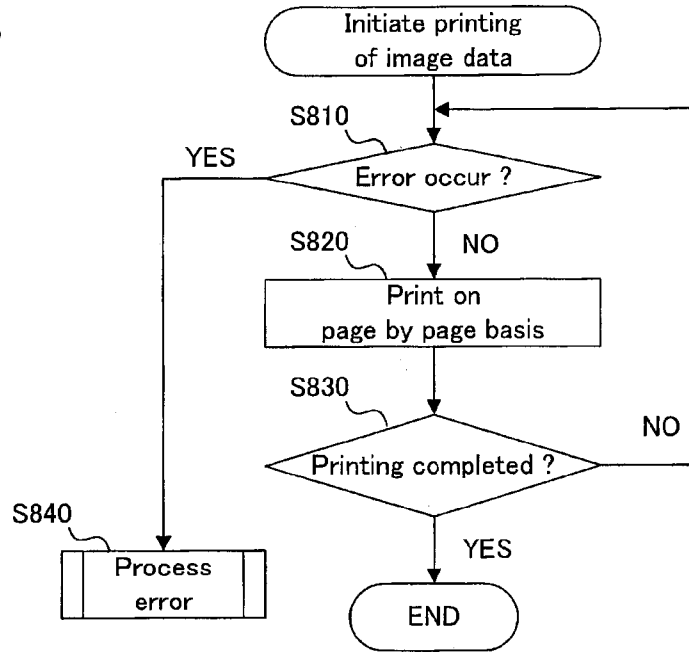 Initiate printing
of image data
S810
YES
Error occur ?
S820
NO
Print on
page by page basis
S830
NO
Printing completed ?
S840
YES
Process
error
END